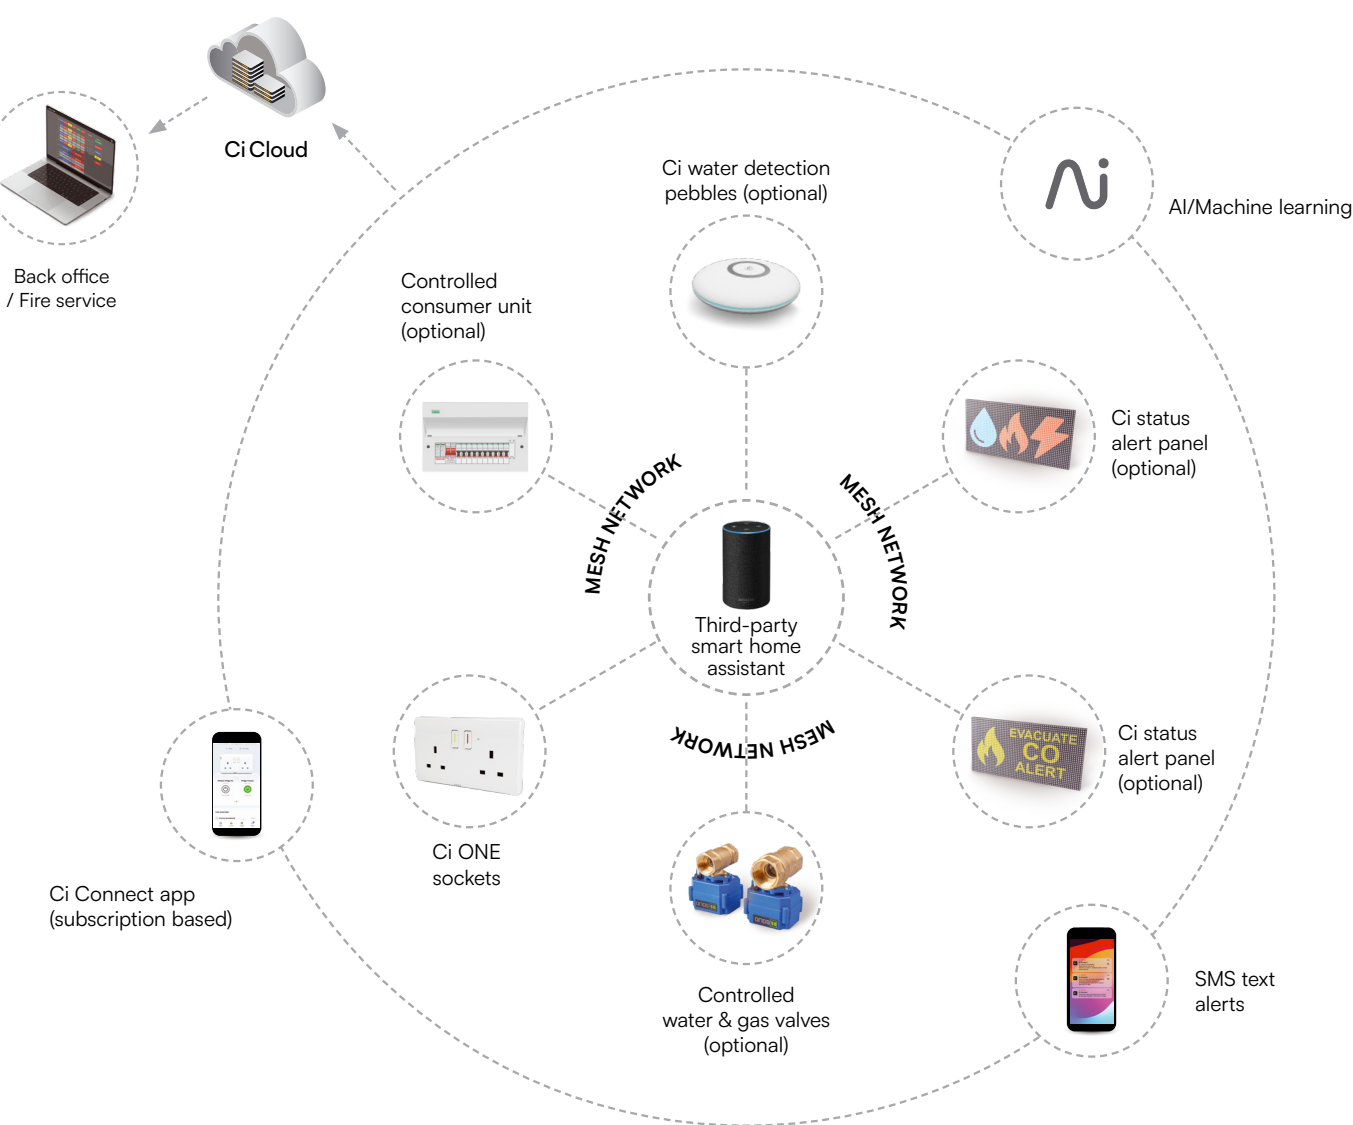 Ci Cloud
Back office
/ Fire service
Ci water detection
pebbles (optional)
AI/Machine learning
Controlled
consumer unit
(optional)
Ci status
alert panel
(optional)
MESH NETWORK
MESH NETWORK
Third-party
smart home
assistant
MESH NETWORK
EVACUATE
CO
ALERT
Ci status
alert panel
(optional)
Ci ONE
sockets
Ci Connect app
(subscription based)
Controlled
water & gas valves
(optional)
SMS text
alerts